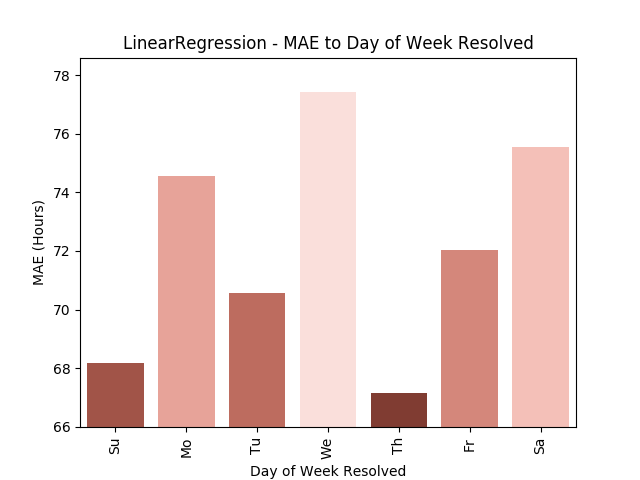 LinearRegression - MAE to Day of Week Resolved
MAE (Hours)
78
76
74
72
70
68
66
Su
Mo
Tu
We
Th
Fr
Sa
Day of Week Resolved